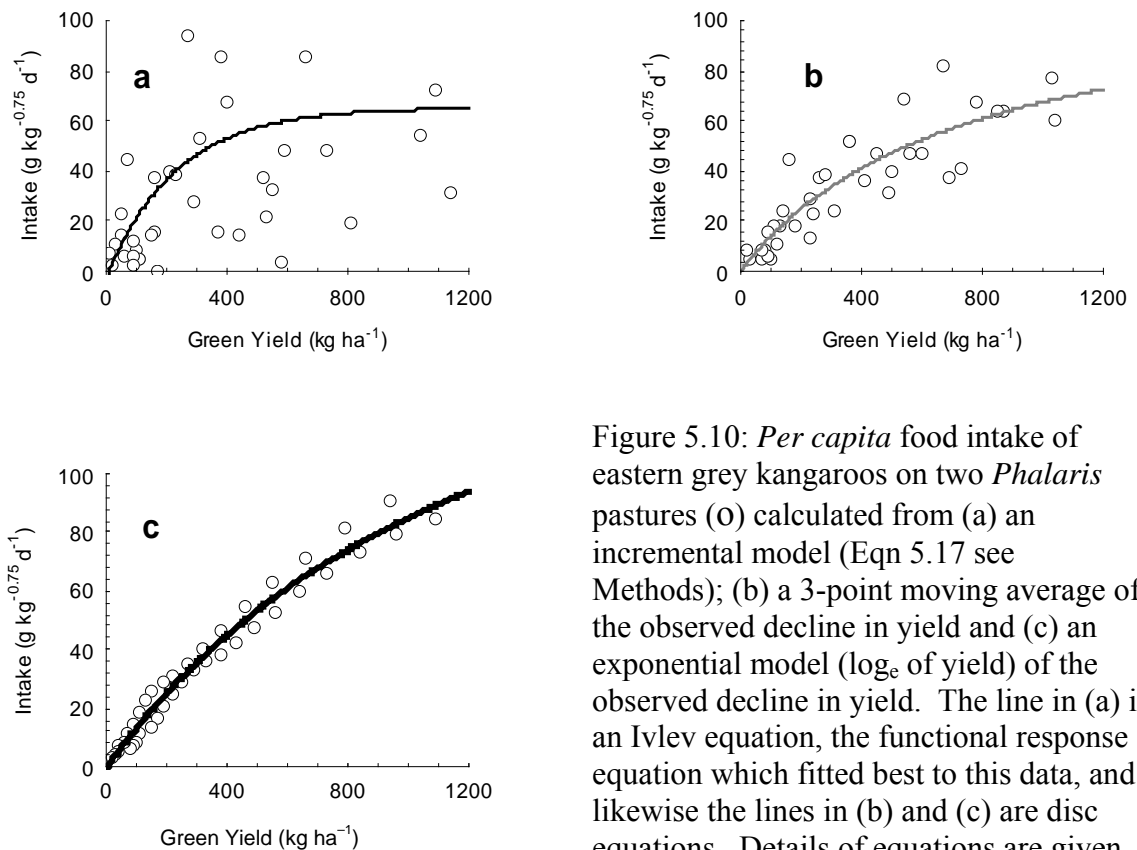 100
80
60
40
20
0
a
Intake (g kg⁻⁰·⁷⁵ d⁻¹)
0 400 800 1200
Green Yield (kg ha⁻¹)
100
80
60
40
20
0
b
Intake (g kg⁻⁰·⁷⁵ d⁻¹)
0 400 800 1200
Green Yield (kg ha⁻¹)
100
80
60
40
20
0
c
Intake (g kg⁻⁰·⁷⁵ d⁻¹)
0 400 800 1200
Green Yield (kg ha⁻¹)
Figure 5.10: Per capita food intake of
eastern grey kangaroos on two Phalaris
pastures (o) calculated from (a) an
incremental model (Eqn 5.17 see
Methods); (b) a 3-point moving average of
the observed decline in yield and (c) an
exponential model (logₑ of yield) of the
observed decline in yield. The line in (a) i
an Ivlev equation, the functional response
equation which fitted best to this data, and
likewise the lines in (b) and (c) are disc
equations. Details of equations are given